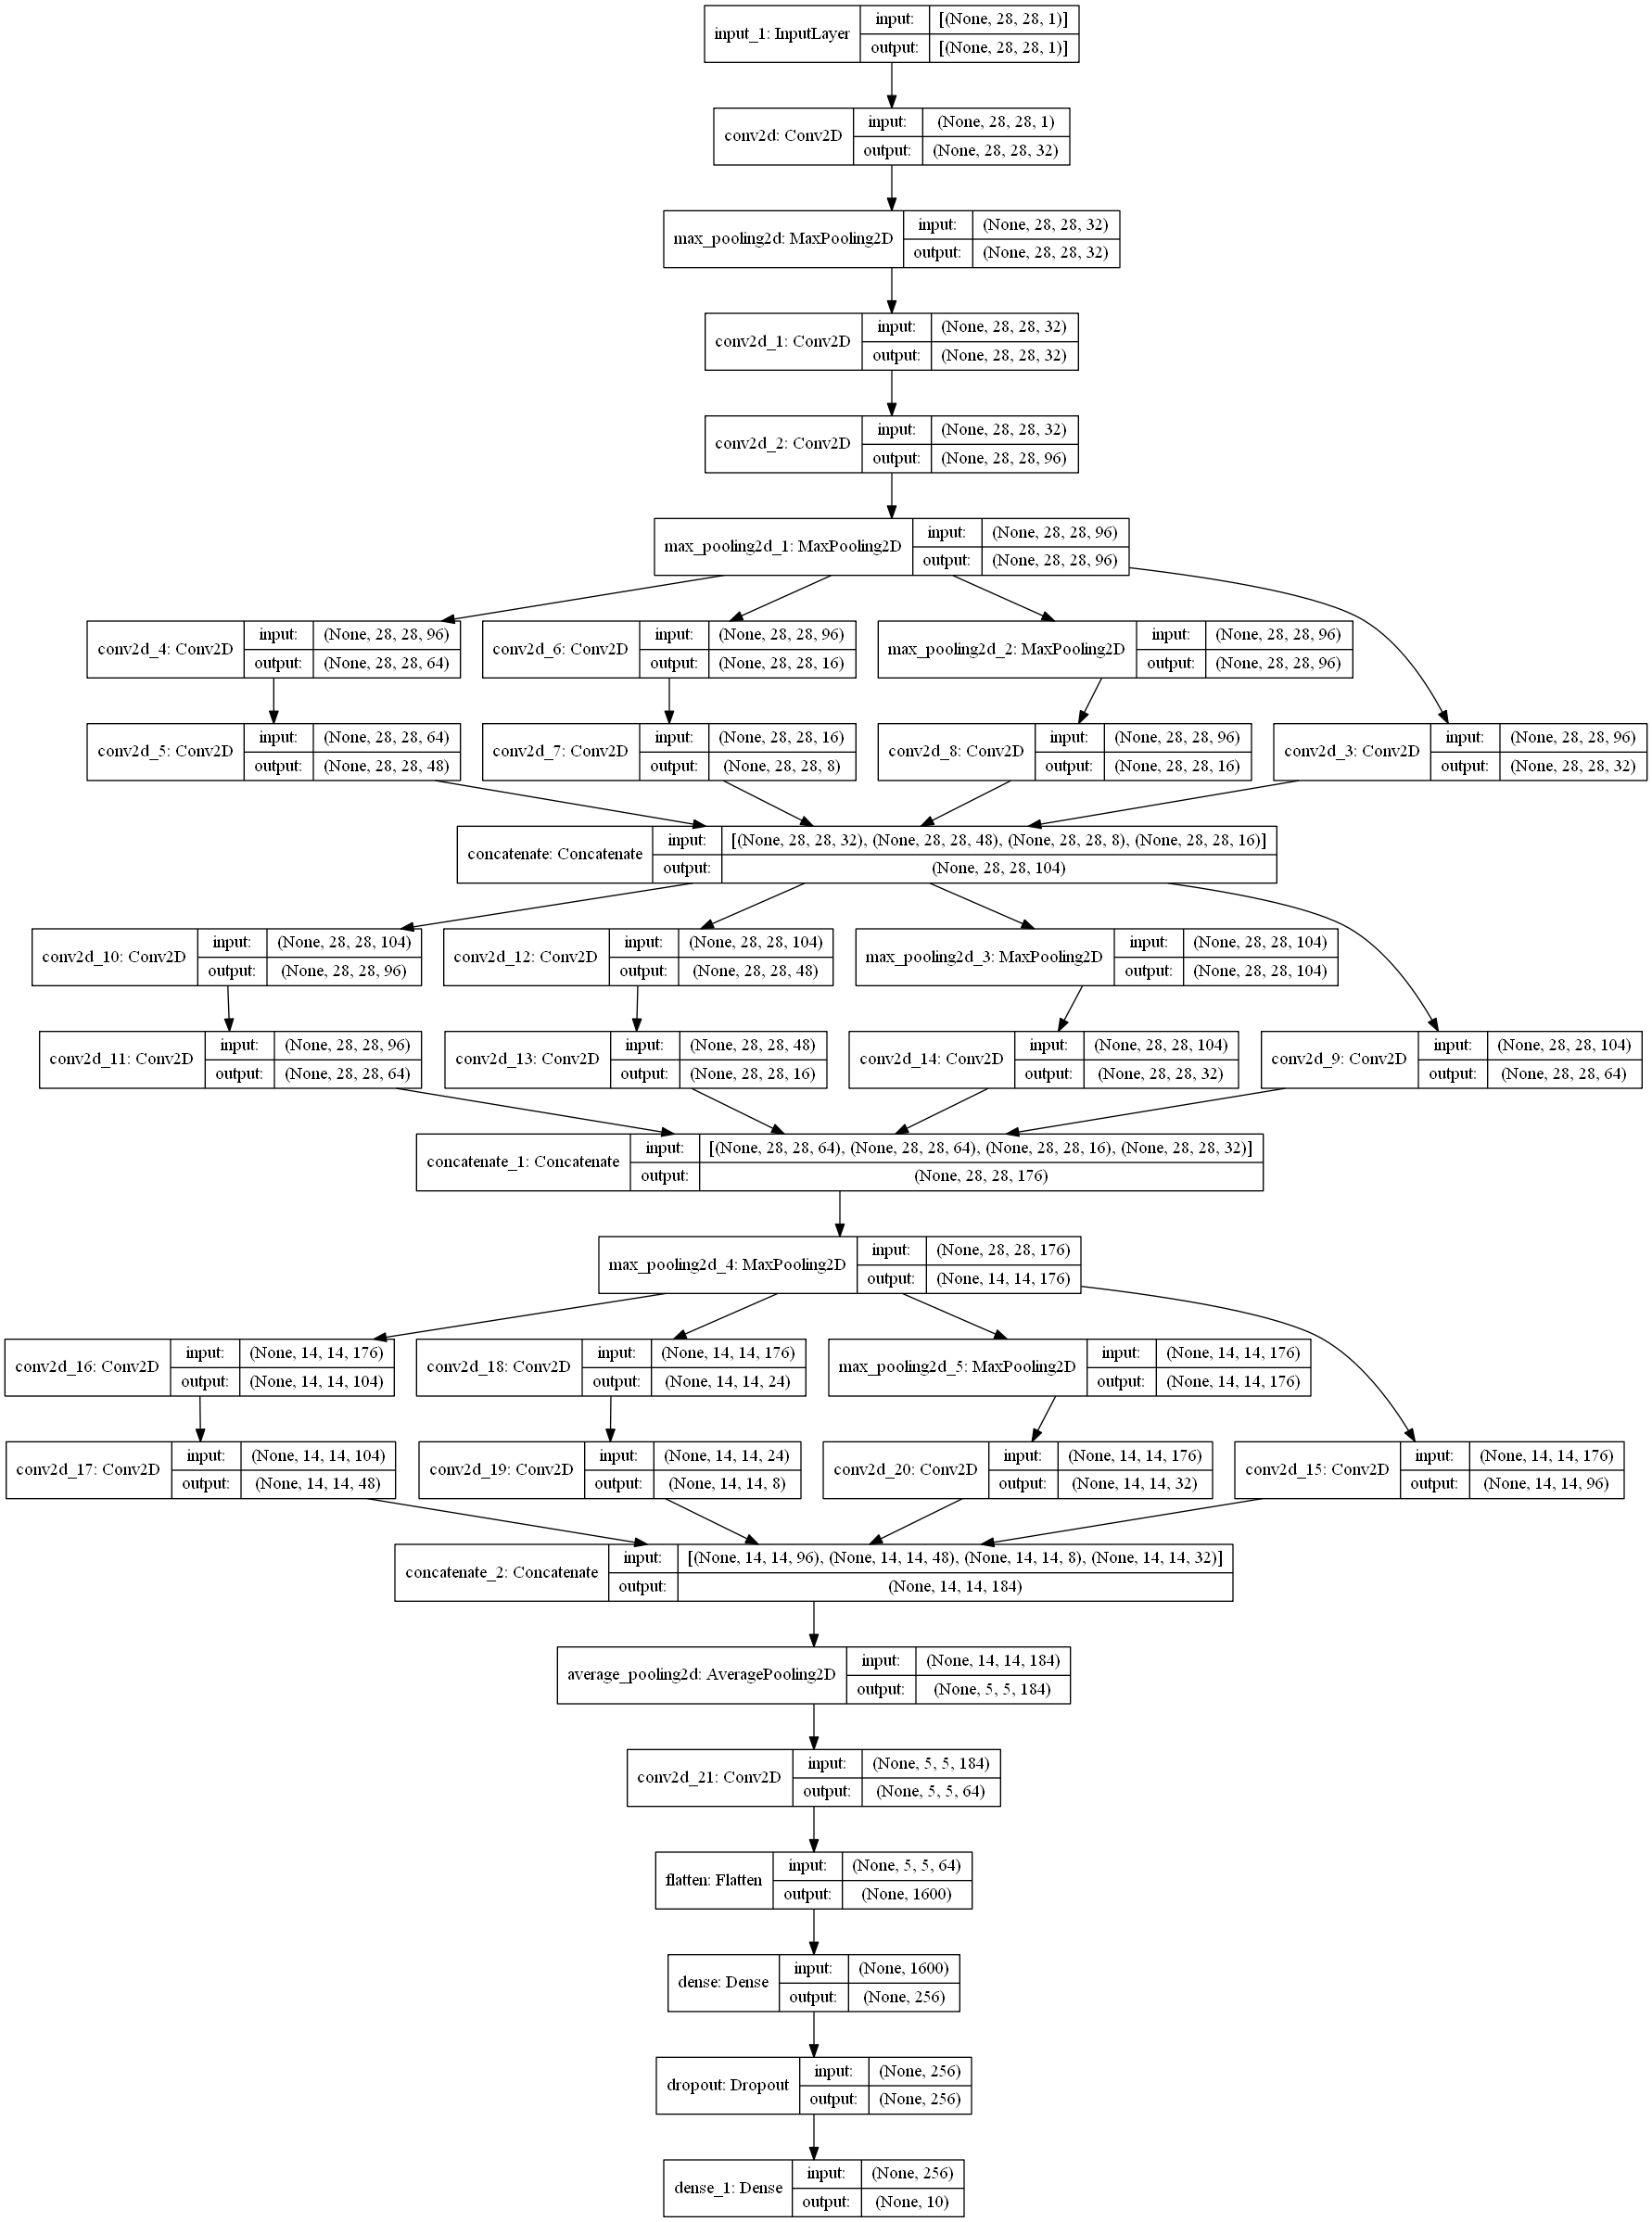 input_1: InputLayer input: [(None, 28, 28, 1)]
output: [(None, 28, 28, 1)]
conv2d: Conv2D input: (None, 28, 28, 1)
output: (None, 28, 28, 32)
max_pooling2d: MaxPooling2D input: (None, 28, 28, 32)
output: (None, 28, 28, 32)
conv2d_1: Conv2D input: (None, 28, 28, 32)
output: (None, 28, 28, 32)
conv2d_2: Conv2D input: (None, 28, 28, 32)
output: (None, 28, 28, 96)
max_pooling2d_1: MaxPooling2D input: (None, 28, 28, 96)
output: (None, 28, 28, 96)
conv2d_4: Conv2D input: (None, 28, 28, 96)
output: (None, 28, 28, 64)
conv2d_6: Conv2D input: (None, 28, 28, 96)
output: (None, 28, 28, 16)
max_pooling2d_2: MaxPooling2D input: (None, 28, 28, 96)
output: (None, 28, 28, 96)
conv2d_5: Conv2D input: (None, 28, 28, 64)
output: (None, 28, 28, 48)
conv2d_7: Conv2D input: (None, 28, 28, 16)
output: (None, 28, 28, 8)
conv2d_8: Conv2D input: (None, 28, 28, 96)
output: (None, 28, 28, 16)
conv2d_3: Conv2D input: (None, 28, 28, 96)
output: (None, 28, 28, 32)
concatenate: Concatenate input: [(None, 28, 28, 32), (None, 28, 28, 48), (None, 28, 28, 8), (None, 28, 28, 16)]
output: (None, 28, 28, 104)
conv2d_10: Conv2D input: (None, 28, 28, 104)
output: (None, 28, 28, 96)
conv2d_12: Conv2D input: (None, 28, 28, 104)
output: (None, 28, 28, 48)
max_pooling2d_3: MaxPooling2D input: (None, 28, 28, 104)
output: (None, 28, 28, 104)
conv2d_11: Conv2D input: (None, 28, 28, 96)
output: (None, 28, 28, 64)
conv2d_13: Conv2D input: (None, 28, 28, 48)
output: (None, 28, 28, 16)
conv2d_14: Conv2D input: (None, 28, 28, 104)
output: (None, 28, 28, 32)
conv2d_9: Conv2D input: (None, 28, 28, 104)
output: (None, 28, 28, 64)
concatenate_1: Concatenate input: [(None, 28, 28, 64), (None, 28, 28, 64), (None, 28, 28, 16), (None, 28, 28, 32)]
output: (None, 28, 28, 176)
max_pooling2d_4: MaxPooling2D input: (None, 28, 28, 176)
output: (None, 14, 14, 176)
conv2d_16: Conv2D input: (None, 14, 14, 176)
output: (None, 14, 14, 104)
conv2d_18: Conv2D input: (None, 14, 14, 176)
output: (None, 14, 14, 24)
max_pooling2d_5: MaxPooling2D input: (None, 14, 14, 176)
output: (None, 14, 14, 176)
conv2d_17: Conv2D input: (None, 14, 14, 104)
output: (None, 14, 14, 48)
conv2d_19: Conv2D input: (None, 14, 14, 24)
output: (None, 14, 14, 8)
conv2d_20: Conv2D input: (None, 14, 14, 176)
output: (None, 14, 14, 32)
conv2d_15: Conv2D input: (None, 14, 14, 176)
output: (None, 14, 14, 96)
concatenate_2: Concatenate input: [(None, 14, 14, 96), (None, 14, 14, 48), (None, 14, 14, 8), (None, 14, 14, 32)]
output: (None, 14, 14, 184)
average_pooling2d: AveragePooling2D input: (None, 14, 14, 184)
output: (None, 5, 5, 184)
conv2d_21: Conv2D input: (None, 5, 5, 184)
output: (None, 5, 5, 64)
flatten: Flatten input: (None, 5, 5, 64)
output: (None, 1600)
dense: Dense input: (None, 1600)
output: (None, 256)
dropout: Dropout input: (None, 256)
output: (None, 256)
dense_1: Dense input: (None, 256)
output: (None, 10)